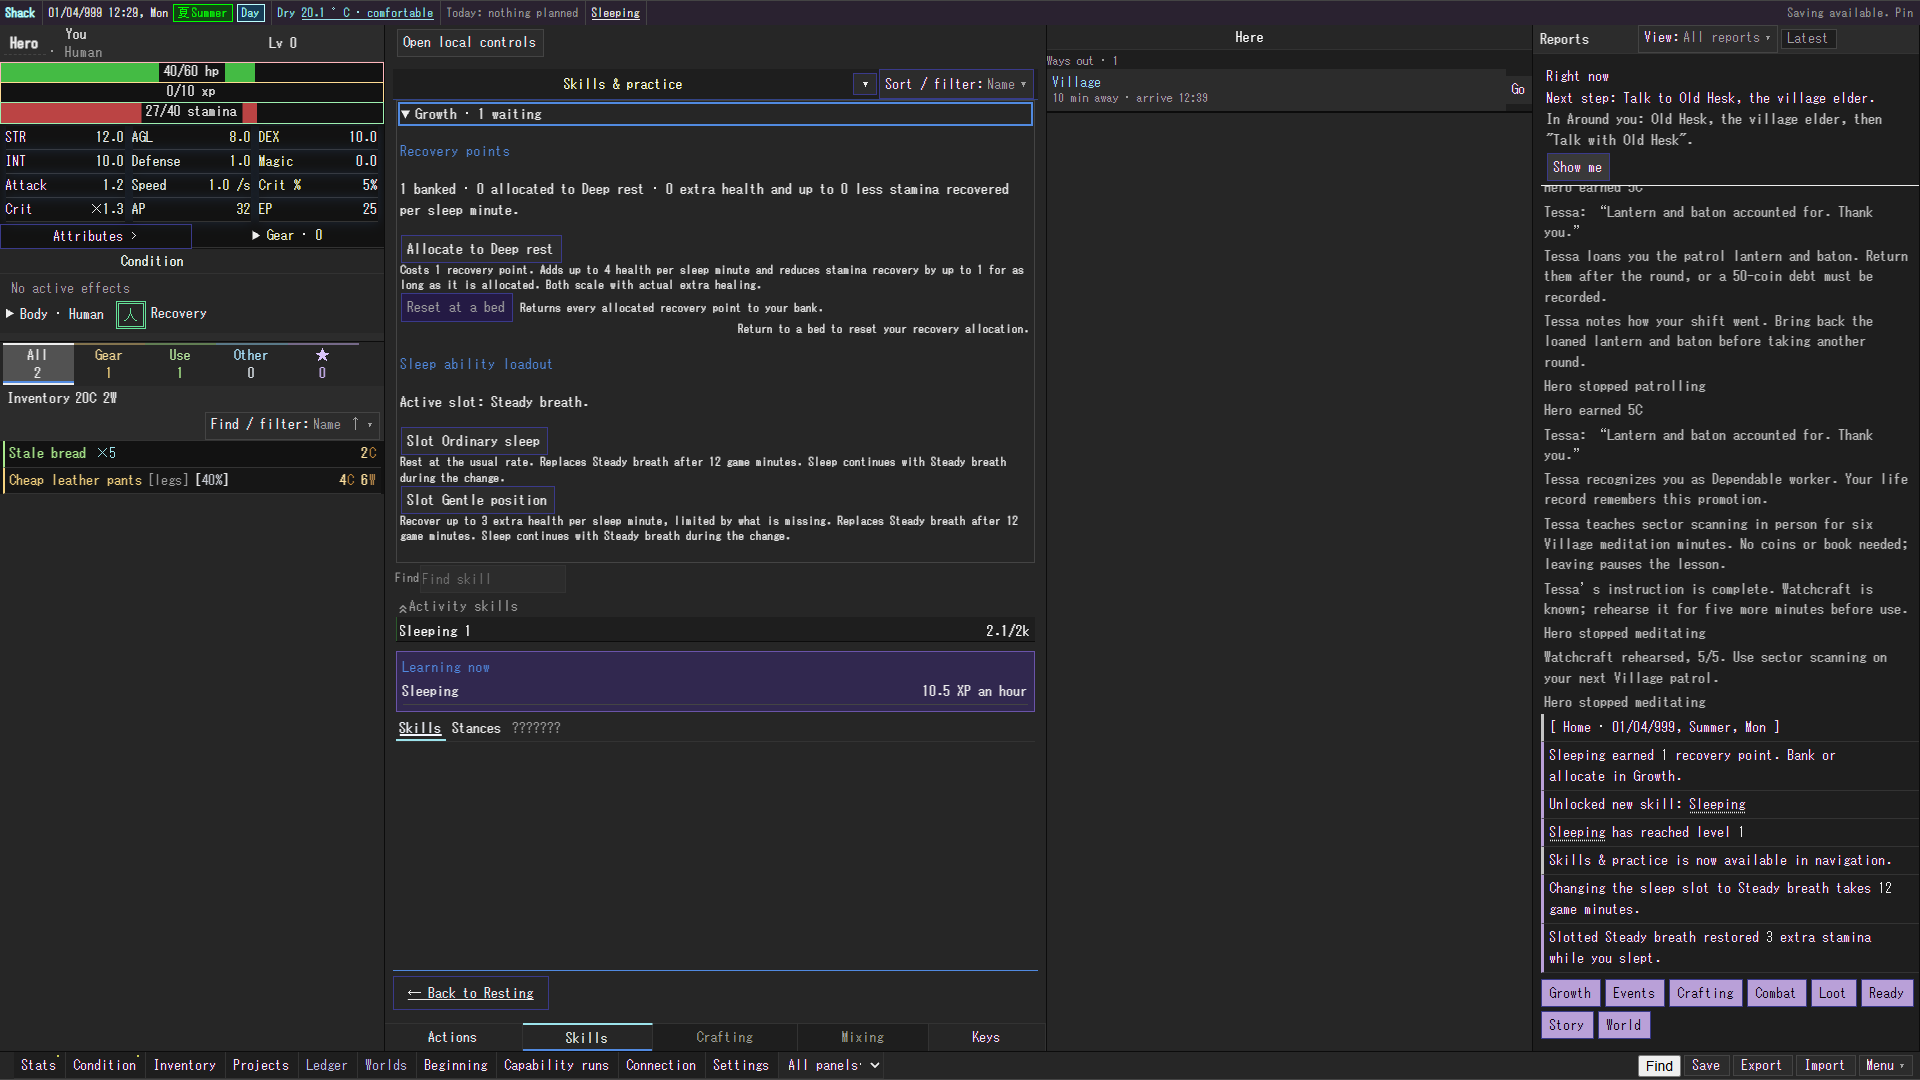 Shack 01/04/999 12:29, Mon 夏Summer Day Dry 20.1 ° C · comfortable Today: nothing planned Sleeping Saving available. Pin
Hero · You Human Lv 0
40/60 hp
0/10 xp
27/40 stamina
STR 12.0 AGL 8.0 DEX 10.0
INT 10.0 Defense 1.0 Magic 0.0
Attack 1.2 Speed 1.0 /s Crit % 5%
Crit ×1.3 AP 32 EP 25
Attributes > ▶ Gear · 0
Condition
No active effects
▶ Body · Human 人 Recovery
All 2 Gear 1 Use 1 Other 0 ★ 0
Inventory 20C 2W
Find / filter: Name ↑ ▾
Stale bread ×5 2C
Cheap leather pants [legs] [40%] 4C 6W
Open local controls
Skills & practice ▾ Sort / filter: Name ▾
▼ Growth · 1 waiting
Recovery points
1 banked · 0 allocated to Deep rest · 0 extra health and up to 0 less stamina recovered
per sleep minute.
Allocate to Deep rest
Costs 1 recovery point. Adds up to 4 health per sleep minute and reduces stamina recovery by up to 1 for as
long as it is allocated. Both scale with actual extra healing.
Reset at a bed Returns every allocated recovery point to your bank.
Return to a bed to reset your recovery allocation.
Sleep ability loadout
Active slot: Steady breath.
Slot Ordinary sleep
Rest at the usual rate. Replaces Steady breath after 12 game minutes. Sleep continues with Steady breath
during the change.
Slot Gentle position
Recover up to 3 extra health per sleep minute, limited by what is missing. Replaces Steady breath after 12
game minutes. Sleep continues with Steady breath during the change.
Find Find skill
Activity skills
Sleeping 1 2.1/2k
Learning now
Sleeping 10.5 XP an hour
Skills Stances ???????
← Back to Resting
Actions Skills Crafting Mixing Keys
Here
Ways out · 1
Village
10 min away · arrive 12:39
Go
Reports View: All reports ▾ Latest
Right now
Next step: Talk to Old Hesk, the village elder.
In Around you: Old Hesk, the village elder, then
"Talk with Old Hesk".
Show me
Hero earned 5C
Tessa: “Lantern and baton accounted for. Thank
you.”
Tessa loans you the patrol lantern and baton. Return
them after the round, or a 50-coin debt must be
recorded.
Tessa notes how your shift went. Bring back the
loaned lantern and baton before taking another
round.
Hero stopped patrolling
Hero earned 5C
Tessa: “Lantern and baton accounted for. Thank
you.”
Tessa recognizes you as Dependable worker. Your life
record remembers this promotion.
Tessa teaches sector scanning in person for six
Village meditation minutes. No coins or book needed;
leaving pauses the lesson.
Tessa’s instruction is complete. Watchcraft is
known; rehearse it for five more minutes before use.
Hero stopped meditating
Watchcraft rehearsed, 5/5. Use sector scanning on
your next Village patrol.
Hero stopped meditating
[ Home · 01/04/999, Summer, Mon ]
Sleeping earned 1 recovery point. Bank or
allocate in Growth.
Unlocked new skill: Sleeping
Sleeping has reached level 1
Skills & practice is now available in navigation.
Changing the sleep slot to Steady breath takes 12
game minutes.
Slotted Steady breath restored 3 extra stamina
while you slept.
Growth Events Crafting Combat Loot Ready
Story World
Stats Condition Inventory Projects Ledger Worlds Beginning Capability runs Connection Settings All panels Find Save Export Import Menu ▾